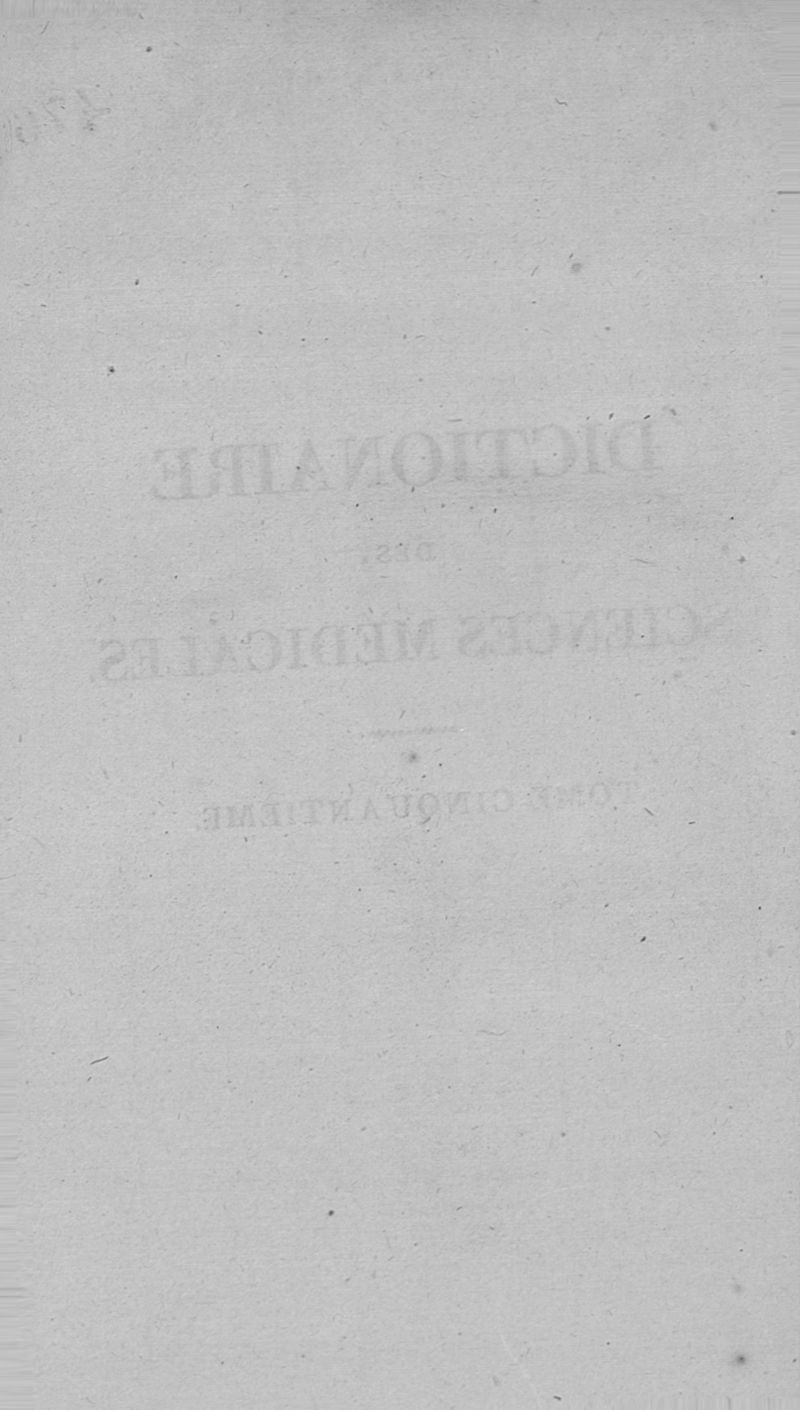 DICTIONAIRE
DES
SCIENCES MÉDICALES.
TOME CINQUANTIÈME.